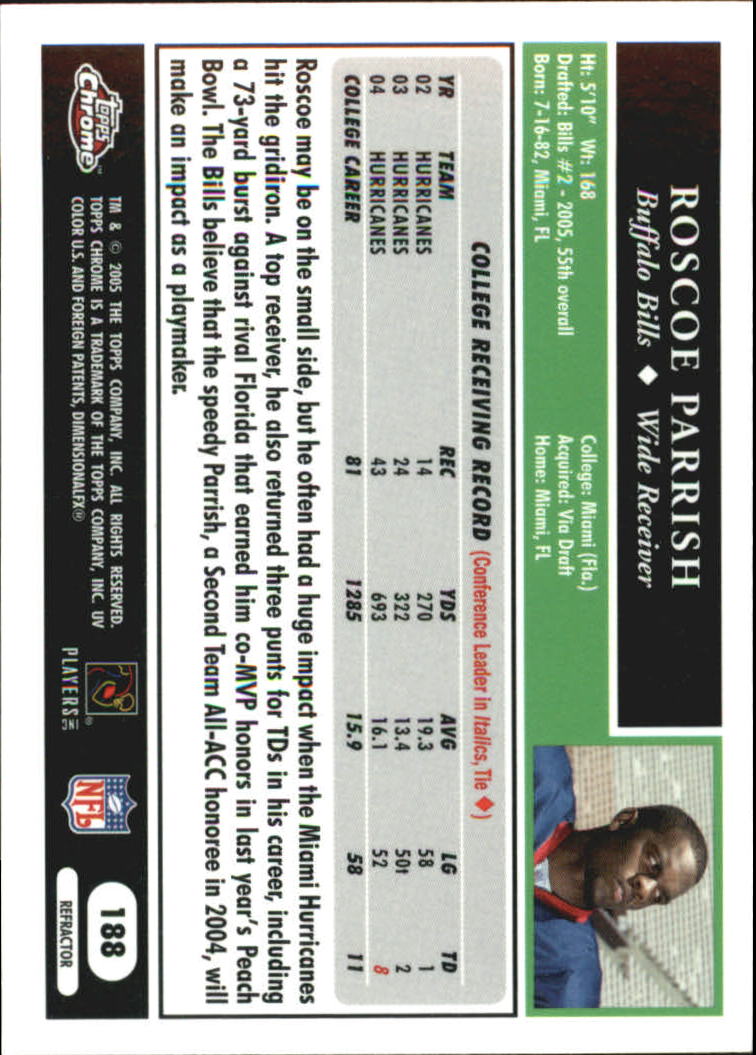 ROSCOE PARRISH
Buffalo Bills ◆ Wide Receiver
Ht: 5'10" Wt: 168 College: Miami (Fla.)
Drafted: Bills #2 - 2005, 55th overall Acquired: Via Draft
Born: 7-16-82, Miami, FL Home: Miami, FL
COLLEGE RECEIVING RECORD (Conference Leader in Italics, Tie ◆)
YR TEAM REC YDS AVG LG TD
02 HURRICANES 14 270 19.3 58 1
03 HURRICANES 24 322 13.4 50t 2
04 HURRICANES 43 693 16.1 52 8
COLLEGE CAREER 81 1285 15.9 58 11
Roscoe may be on the small side, but he often had a huge impact when the Miami Hurricanes
hit the gridiron. A top receiver, he also returned three punts for TDs in his career, including
a 73-yard burst against rival Florida that earned him co-MVP honors in last year's Peach
Bowl. The Bills believe that the speedy Parrish, a Second Team All-ACC honoree in 2004, will
make an impact as a playmaker.
Topps Chrome™
TM & © 2005 THE TOPPS COMPANY, INC. ALL RIGHTS RESERVED.
TOPPS CHROME IS A TRADEMARK OF THE TOPPS COMPANY, INC. UV
COLOR U.S. AND FOREIGN PATENTS, DIMENSIONALFX®
PLAYERS INC ®
NFL
188
REFRACTOR